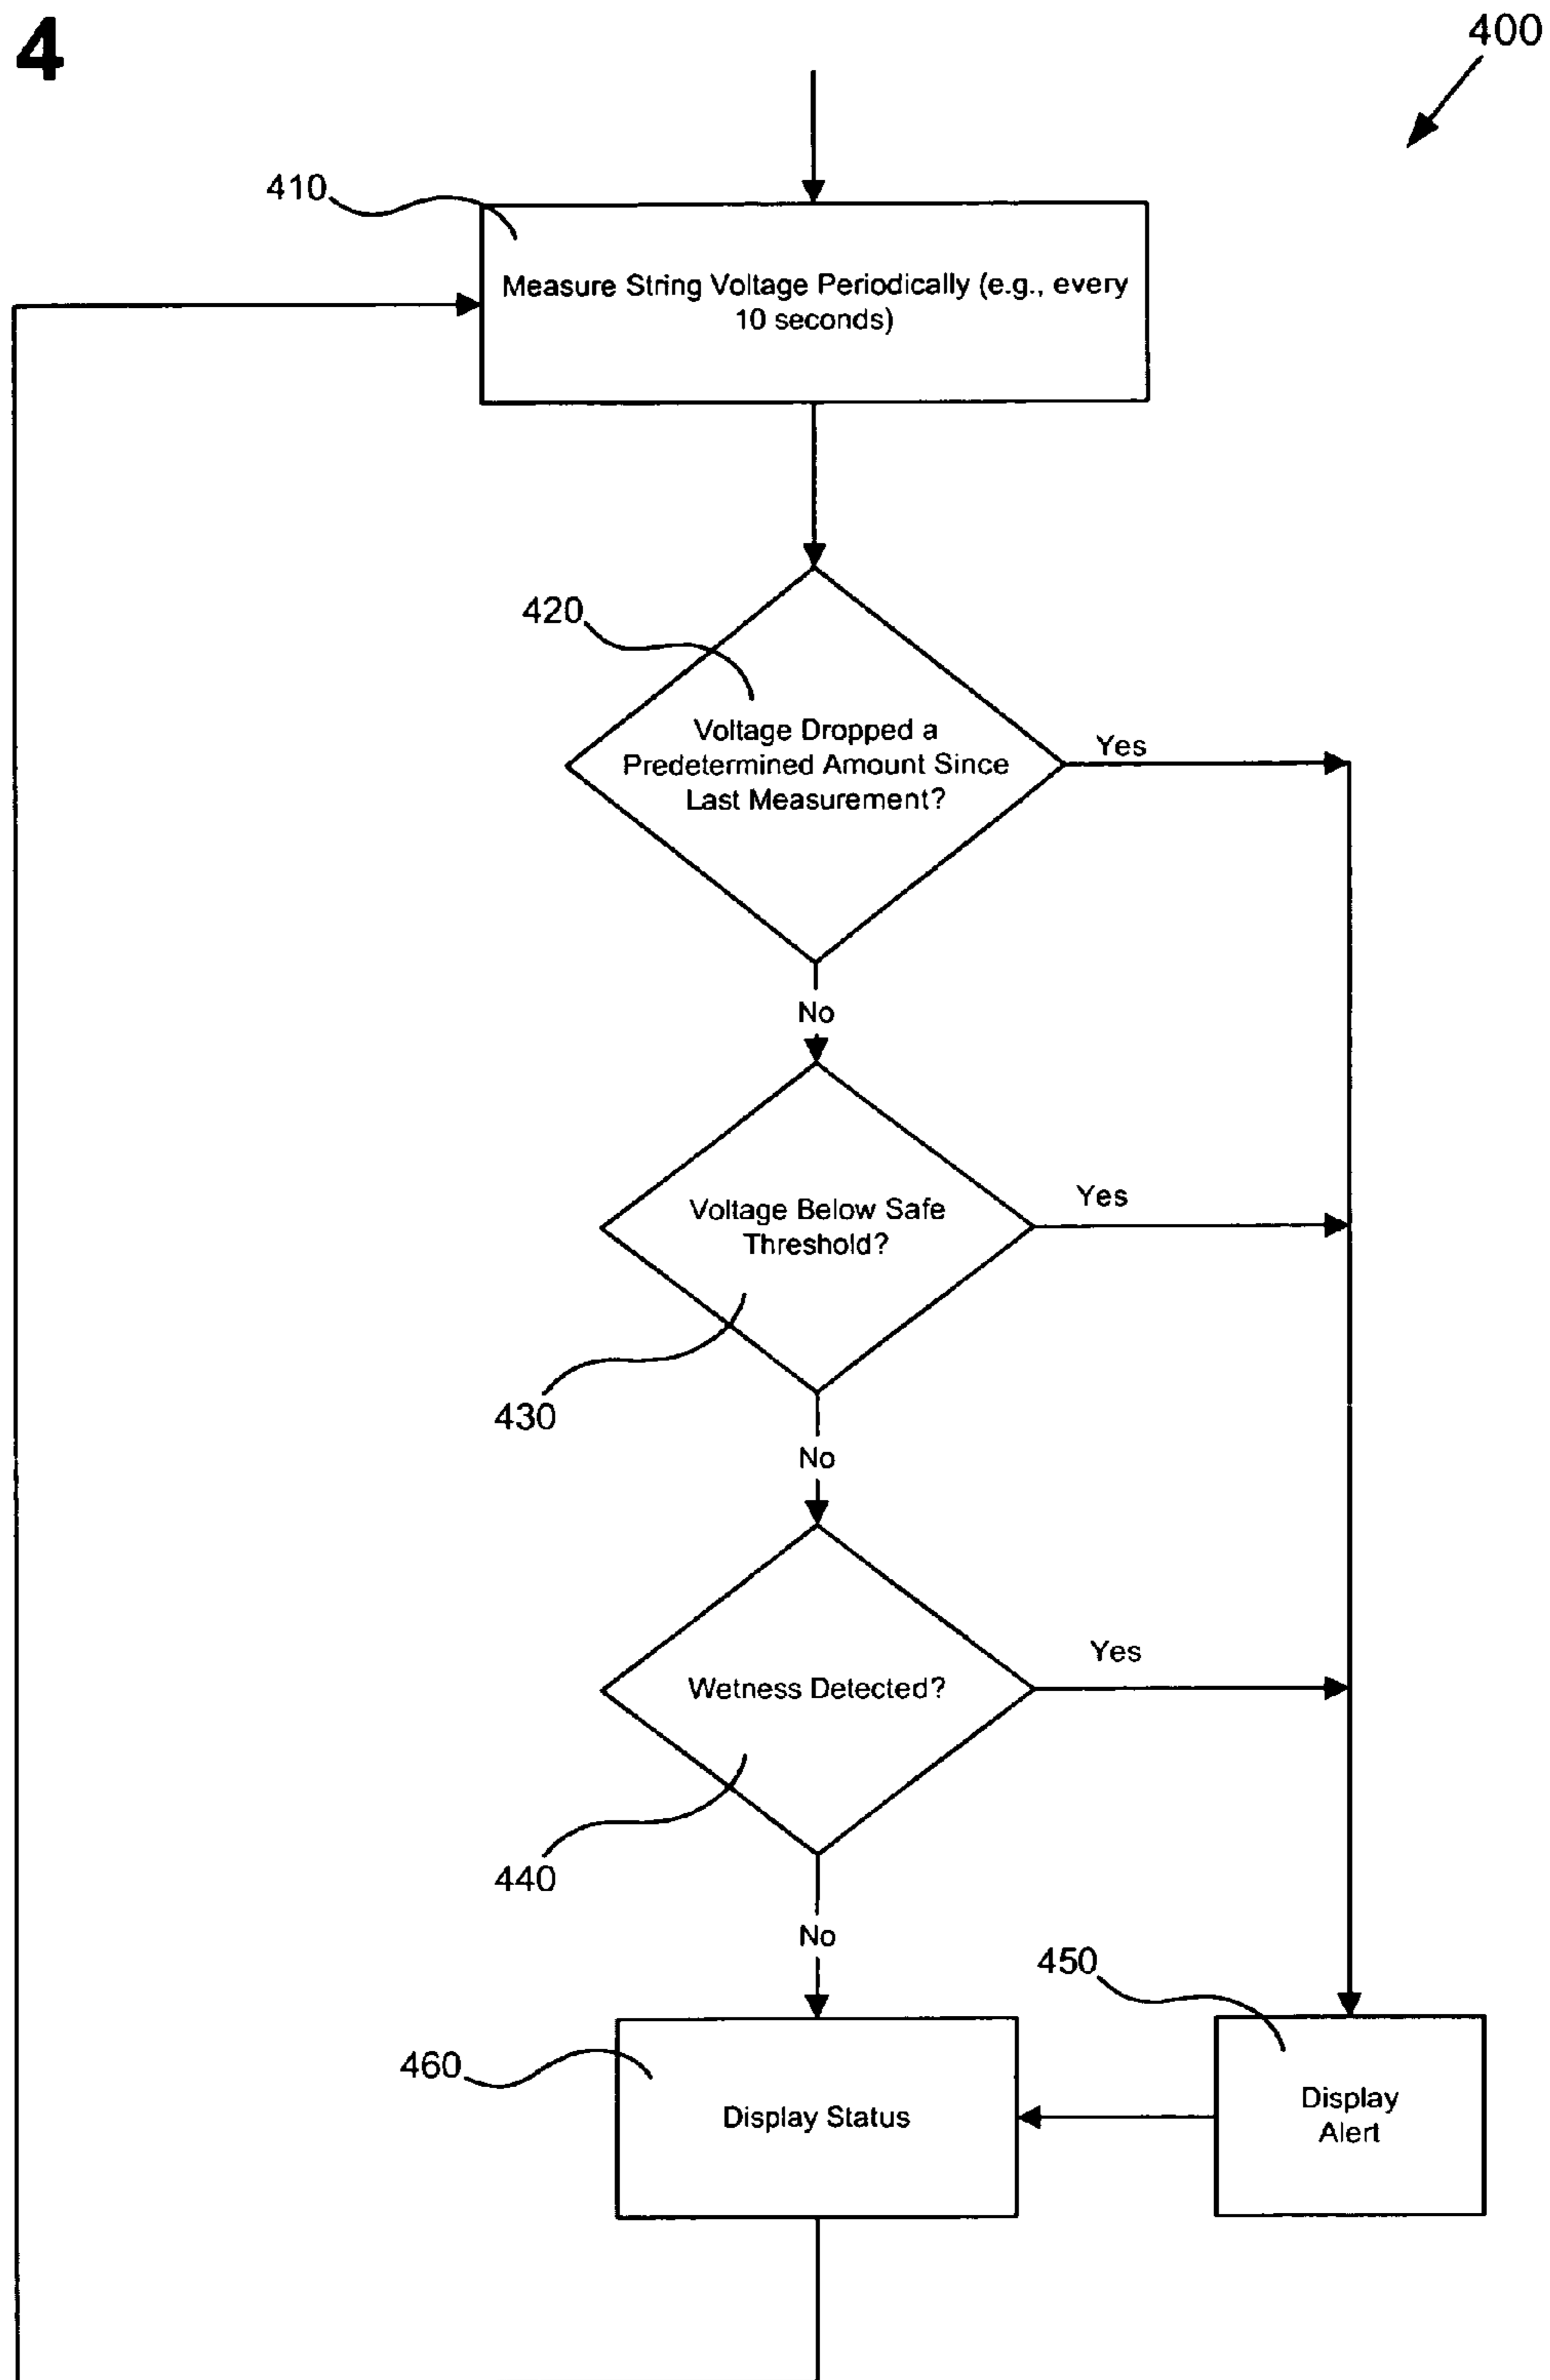 4
400
410
Measure String Voltage Periodically (e.g., every
10 seconds)
420
Voltage Dropped a
Predetermined Amount Since
Last Measurement?
Yes
No
Voltage Below Safe
Threshold?
Yes
430
No
Wetness Detected?
Yes
440
No
450
460
Display Status
Display
Alert